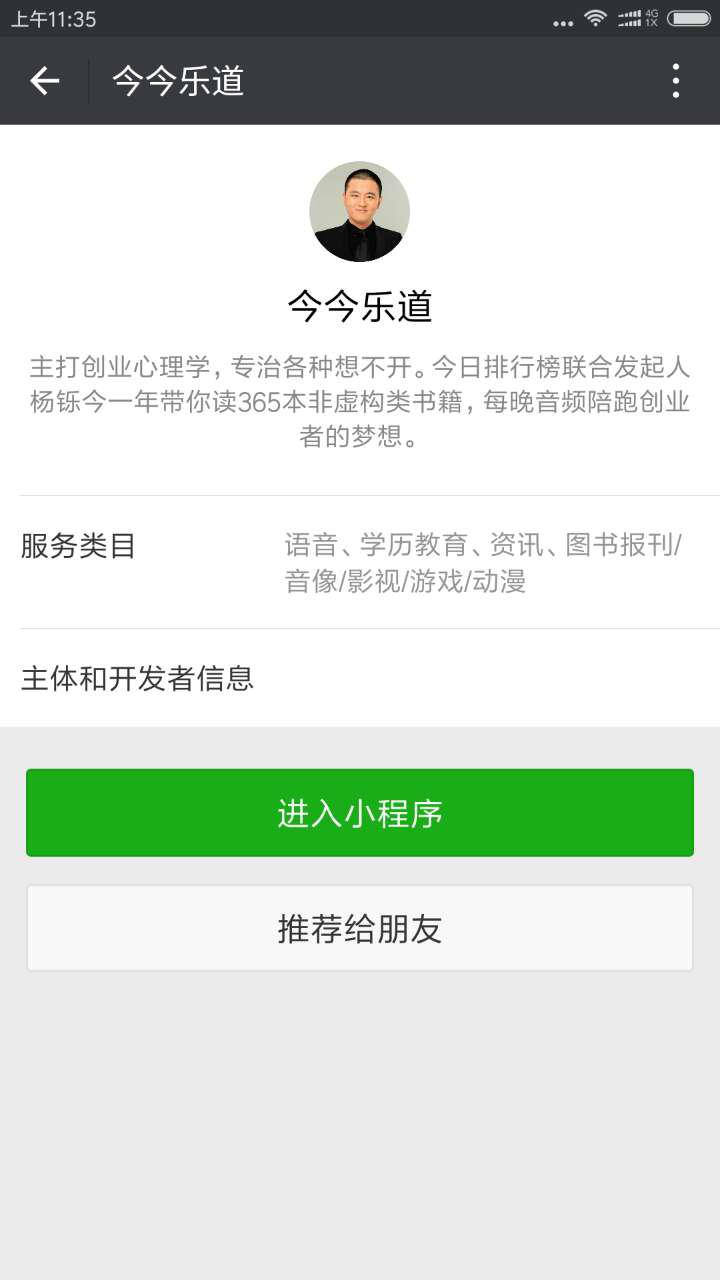 上午11:35
4G
1X
今今乐道
今今乐道
主打创业心理学，专治各种想不开。今日排行榜联合发起人
杨铄今一年带你读365本非虚构类书籍，每晚音频陪跑创业
者的梦想。
服务类目
语音、学历教育、资讯、图书报刊/
音像/影视/游戏/动漫
主体和开发者信息
进入小程序
推荐给朋友